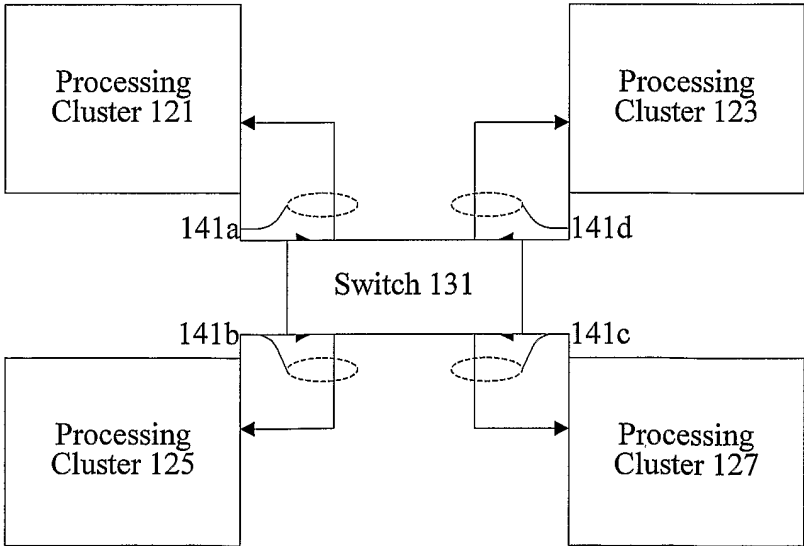 Processing
Cluster 121
Processing
Cluster 123
141a
141d
Switch 131
141b
141c
Processing
Cluster 125
Processing
Cluster 127